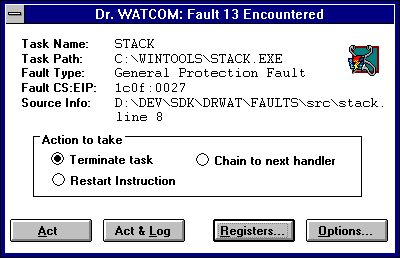 Dr. WATCOM: Fault 13 Encountered
Task Name: STACK
Task Path: C:\WINTOOLS\STACK.EXE
Fault Type: General Protection Fault
Fault CS:EIP: 1c0f:0027
Source Info: D:\DEV\SDK\DRWAT\FAULTS\src\stack.
line 8
Action to take
Terminate task Chain to next handler
Restart Instruction
Act Act & Log Registers... Options...